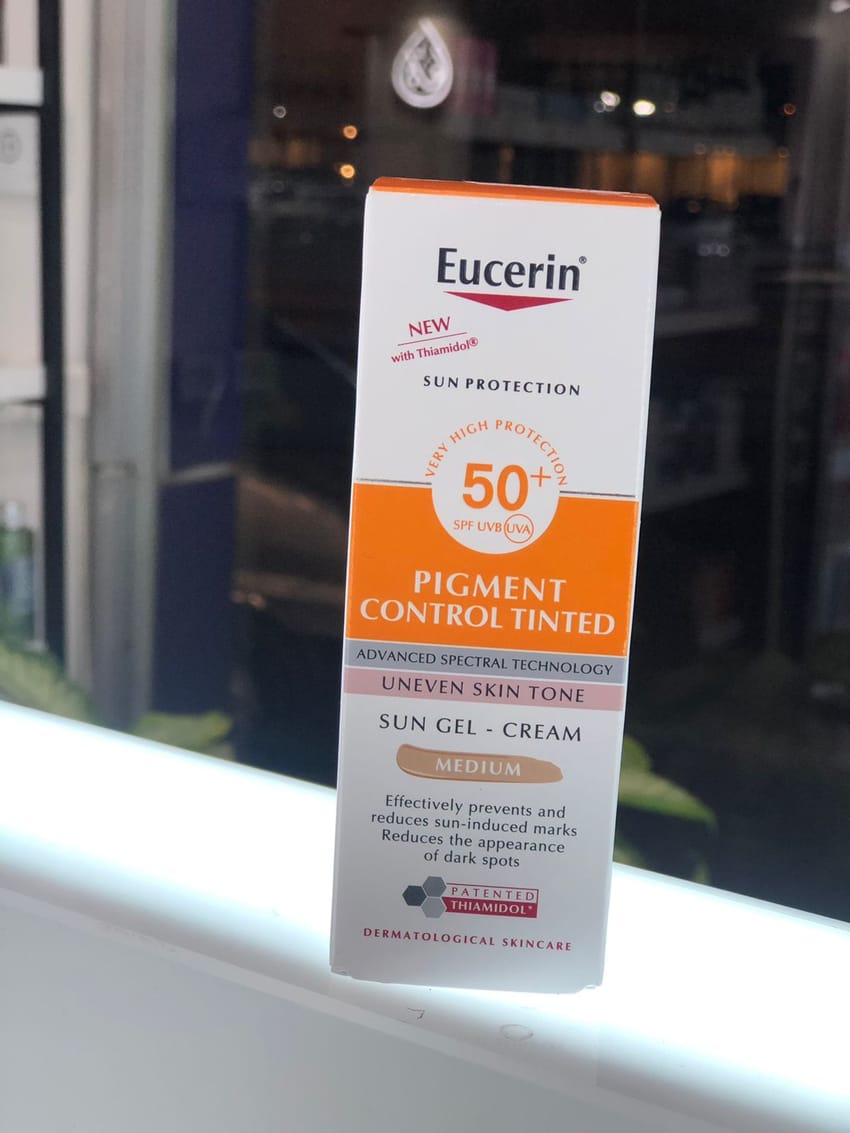 Eucerin®
NEW
with Thiamidol®
SUN PROTECTION
VERY HIGH PROTECTION
50+
SPF UVB UVA
PIGMENT
CONTROL TINTED
ADVANCED SPECTRAL TECHNOLOGY
UNEVEN SKIN TONE
SUN GEL - CREAM
MEDIUM
Effectively prevents and
reduces sun-induced marks
Reduces the appearance
of dark spots
PATENTED
THIAMIDOL®
DERMATOLOGICAL SKINCARE